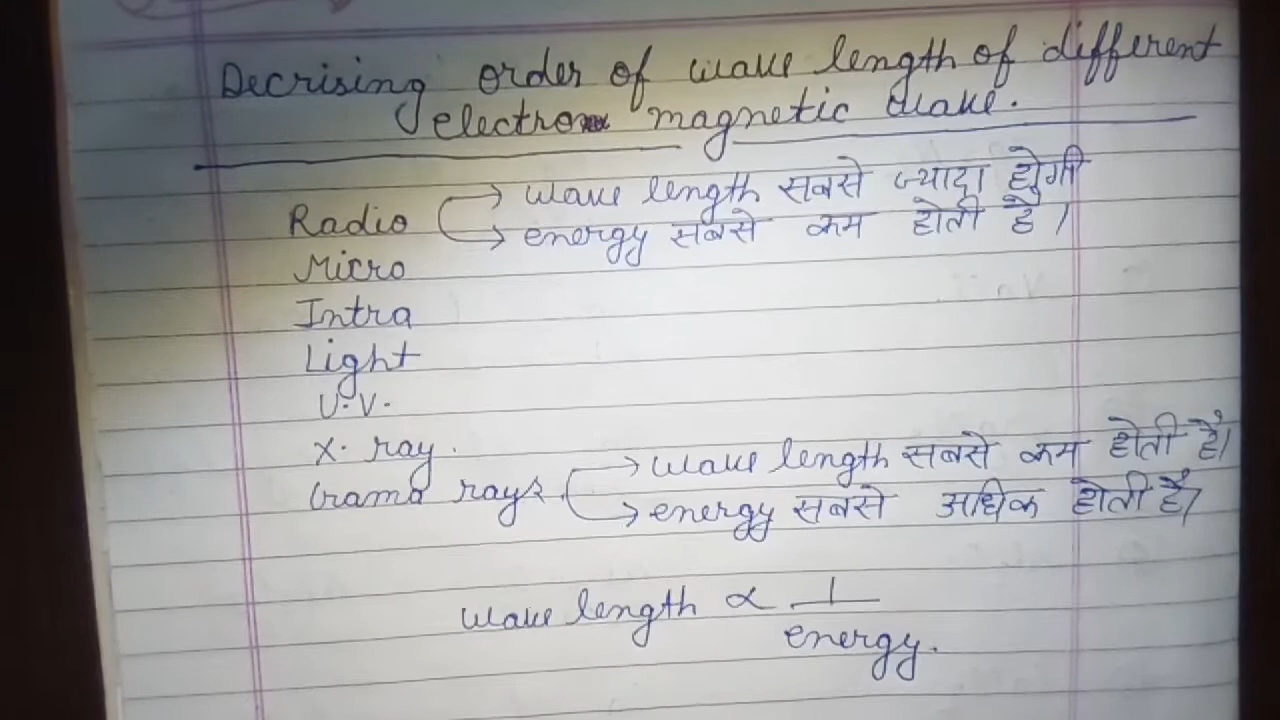 Decrising order of wave length of different
electro magnetic wave.
Radio → wave length सबसे ज्यादा होगी
→ energy सबसे कम होती है।
Micro
Intra
Light
U.V.
X. ray.
Gama rays → wave length सबसे कम होती है।
→ energy सबसे अधिक होती है।
wave length ∝ 1
energy.